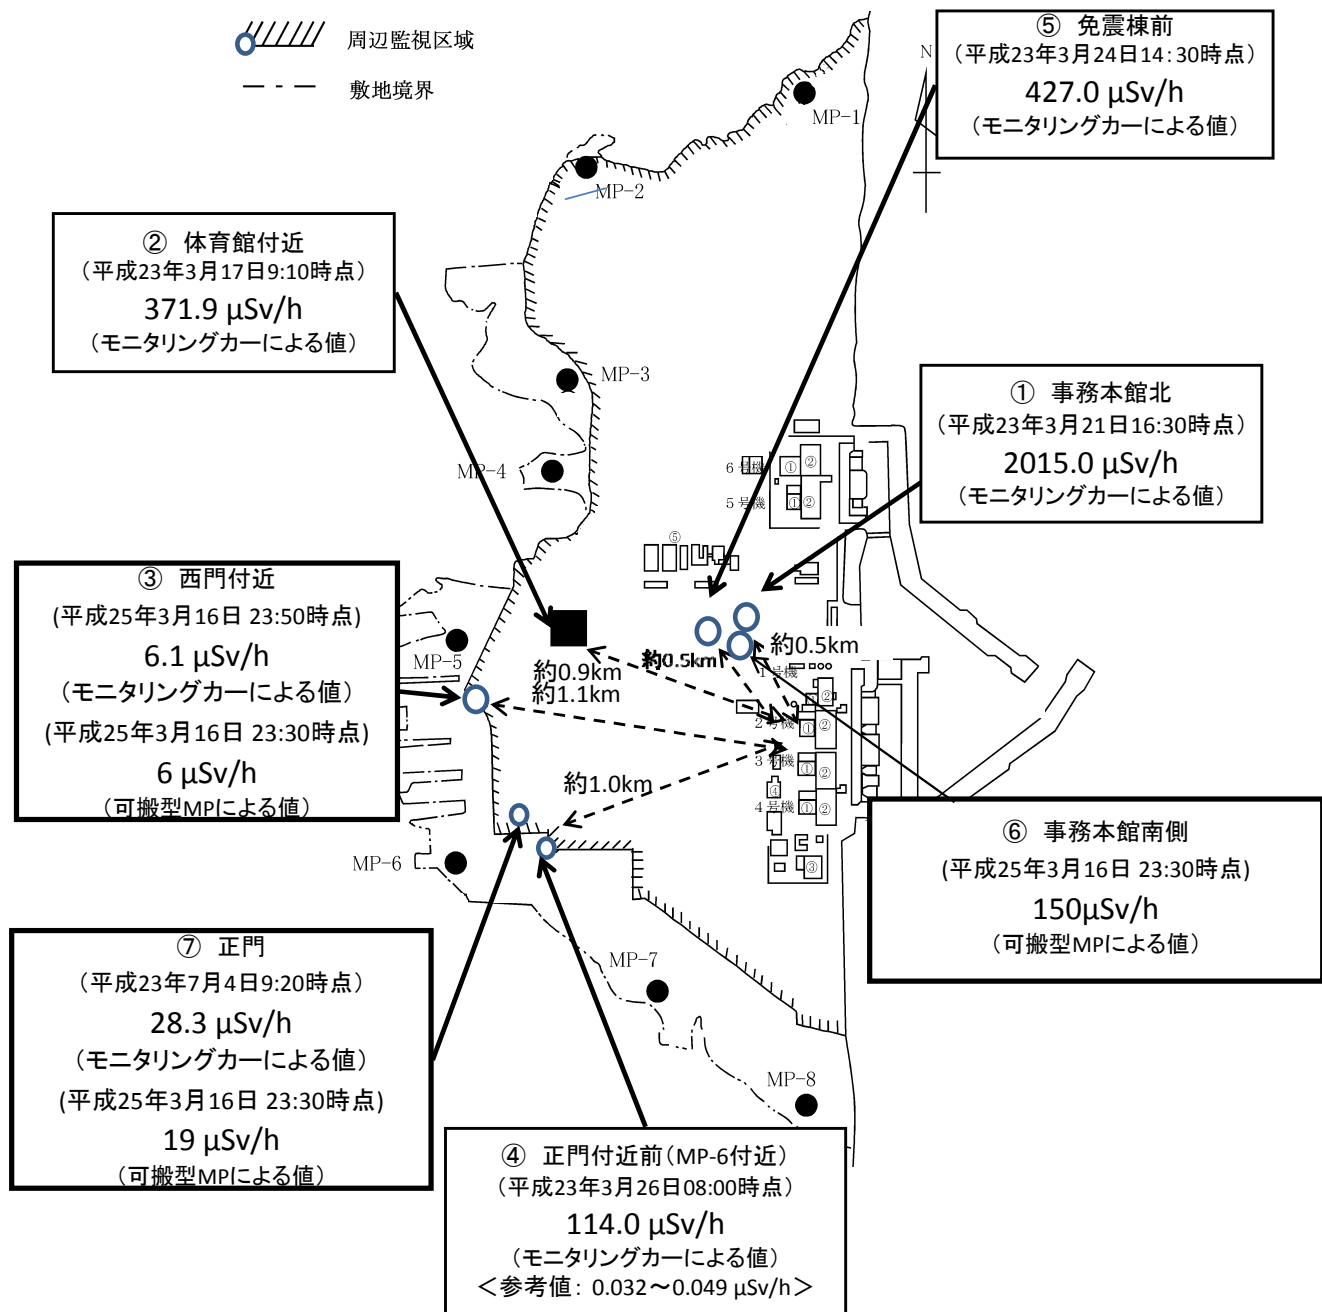 周辺監視区域
敷地境界
⑤ 免震棟前
（平成23年3月24日14:30時点）
427.0 μSv/h
（モニタリングカーによる値）
N
MP-1
MP-2
② 体育館付近
（平成23年3月17日9:10時点）
371.9 μSv/h
（モニタリングカーによる値）
MP-3
① 事務本館北
（平成23年3月21日16:30時点）
2015.0 μSv/h
（モニタリングカーによる値）
MP-4
6号機
①
②
5号機
①
②
⑤
③ 西門付近
(平成25年3月16日 23:50時点)
6.1 μSv/h
（モニタリングカーによる値）
(平成25年3月16日 23:30時点)
6 μSv/h
（可搬型MPによる値）
MP-5
約0.9km
約1.1km
約0.5km
約0.5km
1号機
②
2号機
①
②
3号機
①
②
④
4号機
①
②
③
約1.0km
MP-6
⑥ 事務本館南側
(平成25年3月16日 23:30時点)
150μSv/h
（可搬型MPによる値）
⑦ 正門
（平成23年7月4日9:20時点）
28.3 μSv/h
（モニタリングカーによる値）
(平成25年3月16日 23:30時点)
19 μSv/h
（可搬型MPによる値）
MP-7
MP-8
④ 正門付近前（MP-6付近）
（平成23年3月26日08:00時点）
114.0 μSv/h
（モニタリングカーによる値）
＜参考値: 0.032～0.049 μSv/h＞